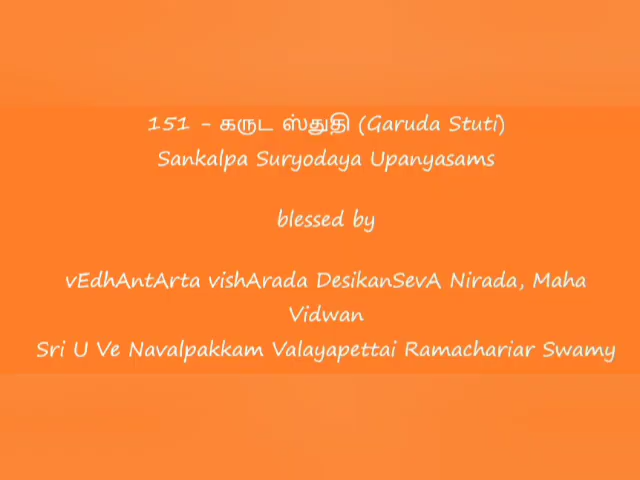 151 - கருட ஸ்துதி (Garuda Stuti)
Sankalpa Suryodaya Upanyasams
blessed by
vEdhAntArta vishArada DesikanSevA Nirada, Maha
Vidwan
Sri U Ve Navalpakkam Valayapettai Ramachariar Swamy